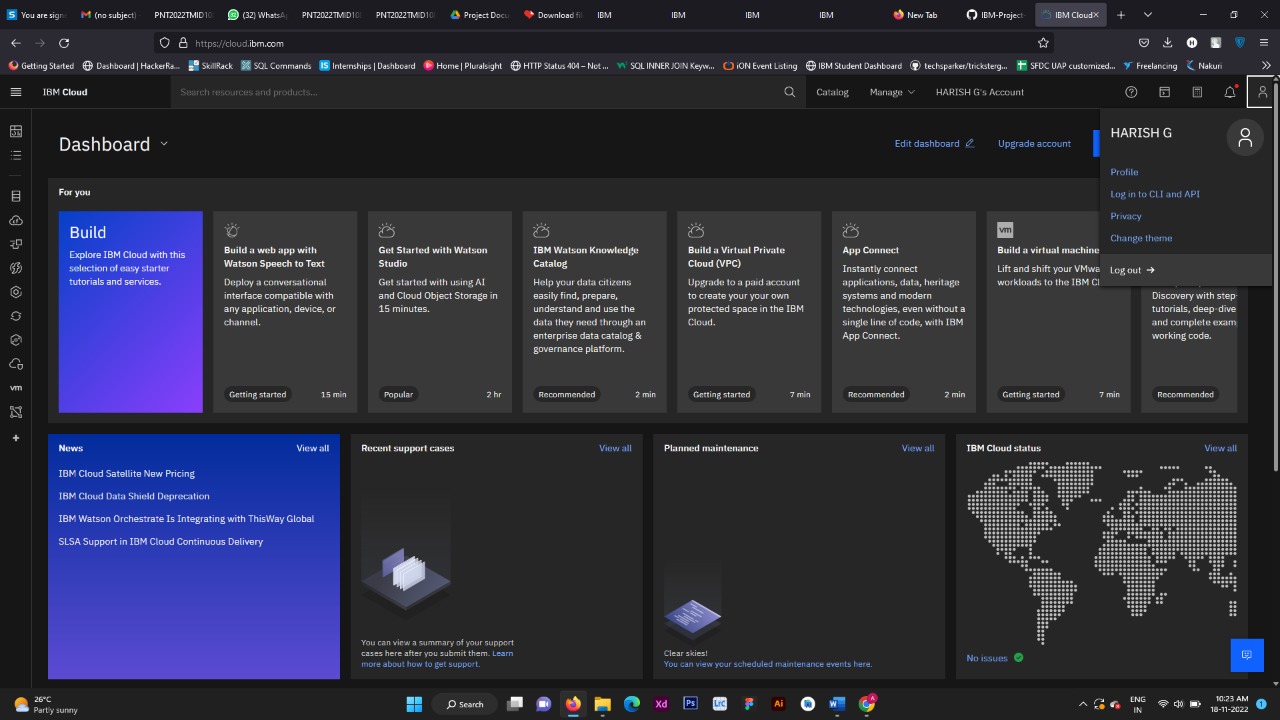 You are sign
(no subject)
PNT2022TMID10
WhatsA
PNT2022TMID10
PNT2022TMID10
Project Docu
Download fi
IBM
IBM
IBM
IBM
New Tab
IBM-Project
IBM Cloud
https://cloud.ibm.com
Getting Started
Dashboard | HackerRa...
SkillRack
SQL Commands
Internships | Dashboard
Home | Pluralsight
HTTP Status 404 – Not ...
SQL INNER JOIN Keyw...
iON Event Listing
IBM Student Dashboard
techsparker/tricksterg...
SFDC UAP customized...
Freelancing
Nakuri
IBM Cloud
Search resources and products...
Catalog
Manage
HARISH G's Account
Dashboard
Edit dashboard
Upgrade account
HARISH G
Profile
Log in to CLI and API
Privacy
Change theme
Log out
For you
Build
Explore IBM Cloud with this
selection of easy starter
tutorials and services.
Build a web app with
Watson Speech to Text
Deploy a conversational
interface compatible with
any application, device, or
channel.
Getting started
15 min
Get Started with Watson
Studio
Get started with using AI
and Cloud Object Storage in
15 minutes.
Popular
2 hr
IBM Watson Knowledge
Catalog
Help your data citizens
easily find, prepare,
understand and use the
data they need through an
enterprise data catalog &
governance platform.
Recommended
2 min
Build a Virtual Private
Cloud (VPC)
Upgrade to a paid account
to create your your own
protected space in the IBM
Cloud.
Getting started
7 min
App Connect
Instantly connect
applications, data, heritage
systems and modern
technologies, even without a
single line of code, with IBM
App Connect.
Recommended
2 min
vm
Build a virtual machine
Lift and shift your VMwa
workloads to the IBM Cl
Getting started
7 min
Discovery with step-
tutorials, deep-dive
and complete exam
working code.
Recommended
vm
News
View all
IBM Cloud Satellite New Pricing
IBM Cloud Data Shield Deprecation
IBM Watson Orchestrate Is Integrating with ThisWay Global
SLSA Support in IBM Cloud Continuous Delivery
Recent support cases
View all
You can view a summary of your support
cases here after you submit them. Learn
more about how to get support.
Planned maintenance
View all
Clear skies!
You can view your scheduled maintenance events here.
IBM Cloud status
View all
No issues
26°C
Partly sunny
Search
Xd
Ps
LrC
Ai
W
A
ENG
IN
10:23 AM
18-11-2022
1